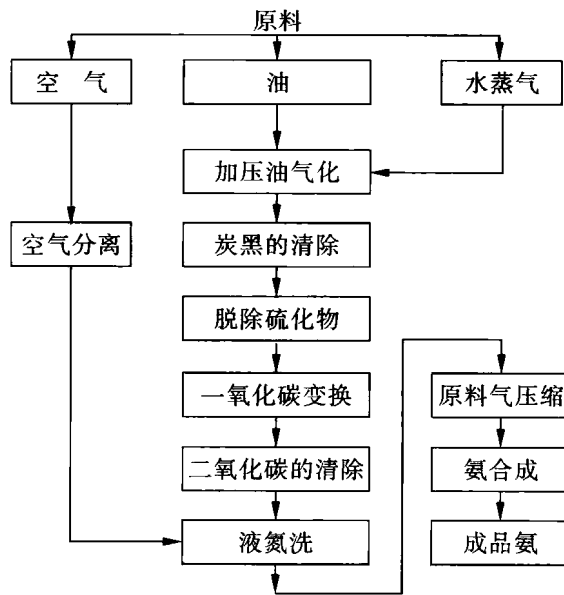 原料
空 气
油
水蒸气
加压油气化
空气分离
炭黑的清除
脱除硫化物
一氧化碳变换
原料气压缩
二氧化碳的清除
氨合成
液氮洗
成品氨